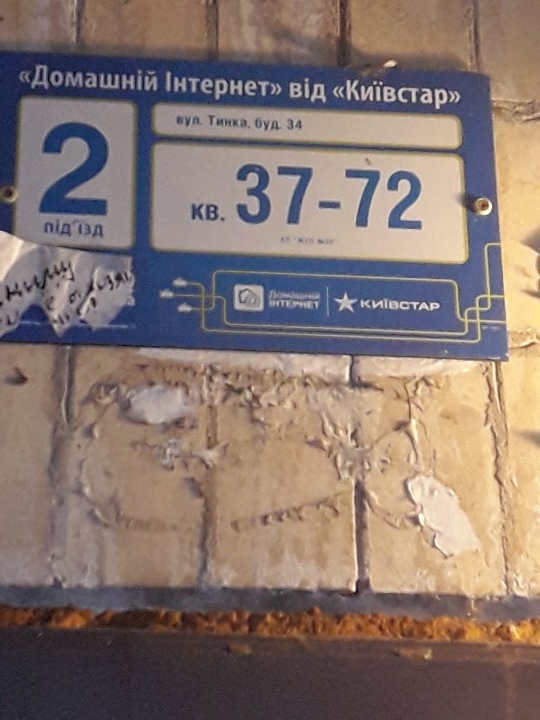 «Домашній Інтернет» від «Київстар»
вул. Тинка, буд. 34
2
під'їзд
кв. 37-72
Домашній
ІНТЕРНЕТ
КИЇВСТАР